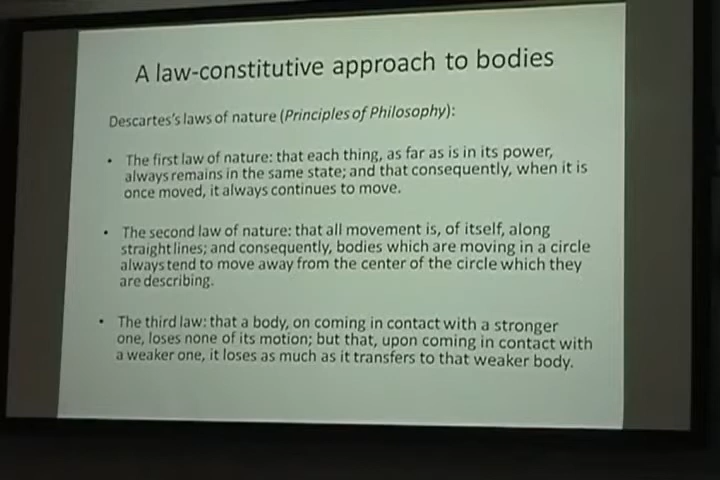 A law-constitutive approach to bodies
Descartes's laws of nature (Principles of Philosophy):
• The first law of nature: that each thing, as far as is in its power,
always remains in the same state; and that consequently, when it is
once moved, it always continues to move.
• The second law of nature: that all movement is, of itself, along
straight lines; and consequently, bodies which are moving in a circle
always tend to move away from the center of the circle which they
are describing.
• The third law: that a body, on coming in contact with a stronger
one, loses none of its motion; but that, upon coming in contact with
a weaker one, it loses as much as it transfers to that weaker body.